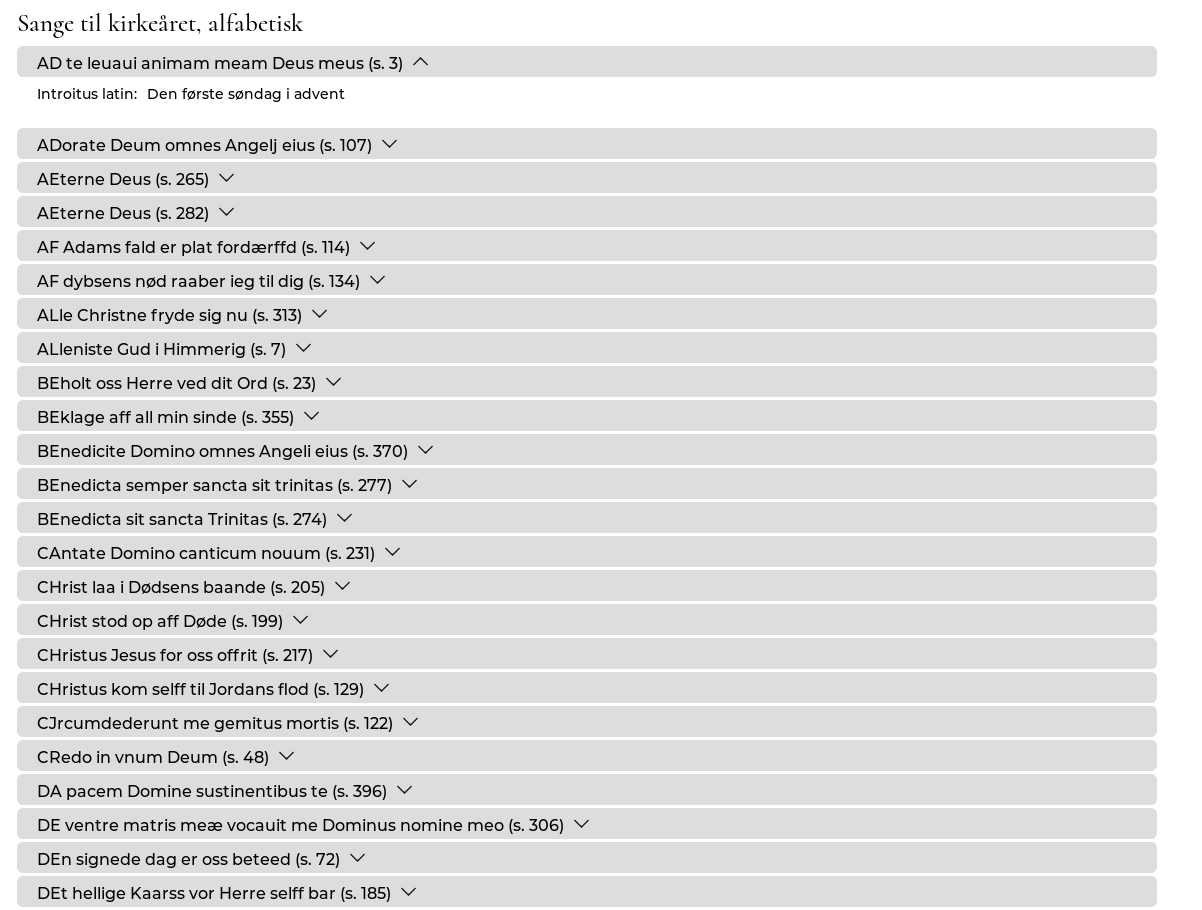 Sange til kirkeåret, alfabetisk
AD te leuaui animam meam Deus meus (s. 3)
Introitus latin: Den første søndag i advent
ADorate Deum omnes Angelj eius (s. 107)
AEterne Deus (s. 265)
AEterne Deus (s. 282)
AF Adams fald er plat fordærffd (s. 114)
AF dybsens nød raaber ieg til dig (s. 134)
ALle Christne fryde sig nu (s. 313)
ALleniste Gud i Himmerig (s. 7)
BEholt oss Herre ved dit Ord (s. 23)
BEklage aff all min sinde (s. 355)
BEnedicite Domino omnes Angeli eius (s. 370)
BEnedicta semper sancta sit trinitas (s. 277)
BEnedicta sit sancta Trinitas (s. 274)
CAntate Domino canticum nouum (s. 231)
CHrist laa i Dødsens baande (s. 205)
CHrist stod op aff Døde (s. 199)
CHristus Jesus for oss offrit (s. 217)
CHristus kom selff til Jordans flod (s. 129)
CJrcumdederunt me gemitus mortis (s. 122)
CRedo in vnum Deum (s. 48)
DA pacem Domine sustinentibus te (s. 396)
DE ventre matris meæ vocauit me Dominus nomine meo (s. 306)
DEn signede dag er oss beteed (s. 72)
DEt hellige Kaarss vor Herre selff bar (s. 185)